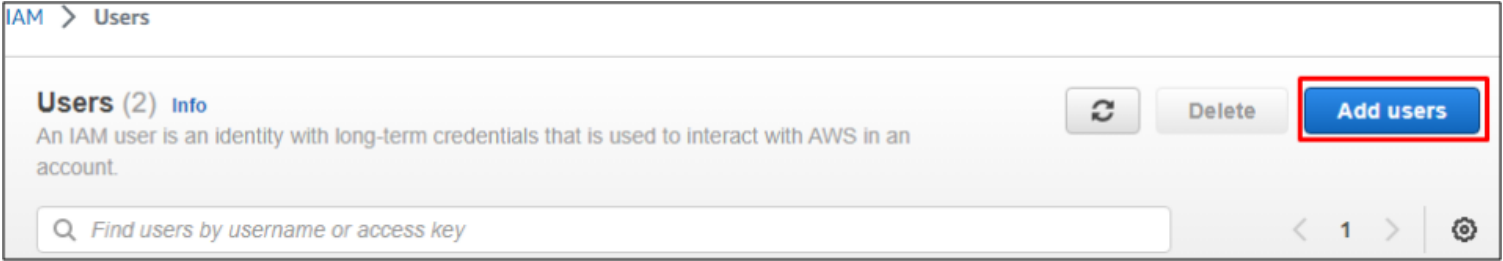 IAM > Users
Users (2) Info
Delete
Add users
An IAM user is an identity with long-term credentials that is used to interact with AWS in an
account.
Find users by username or access key
< 1 >